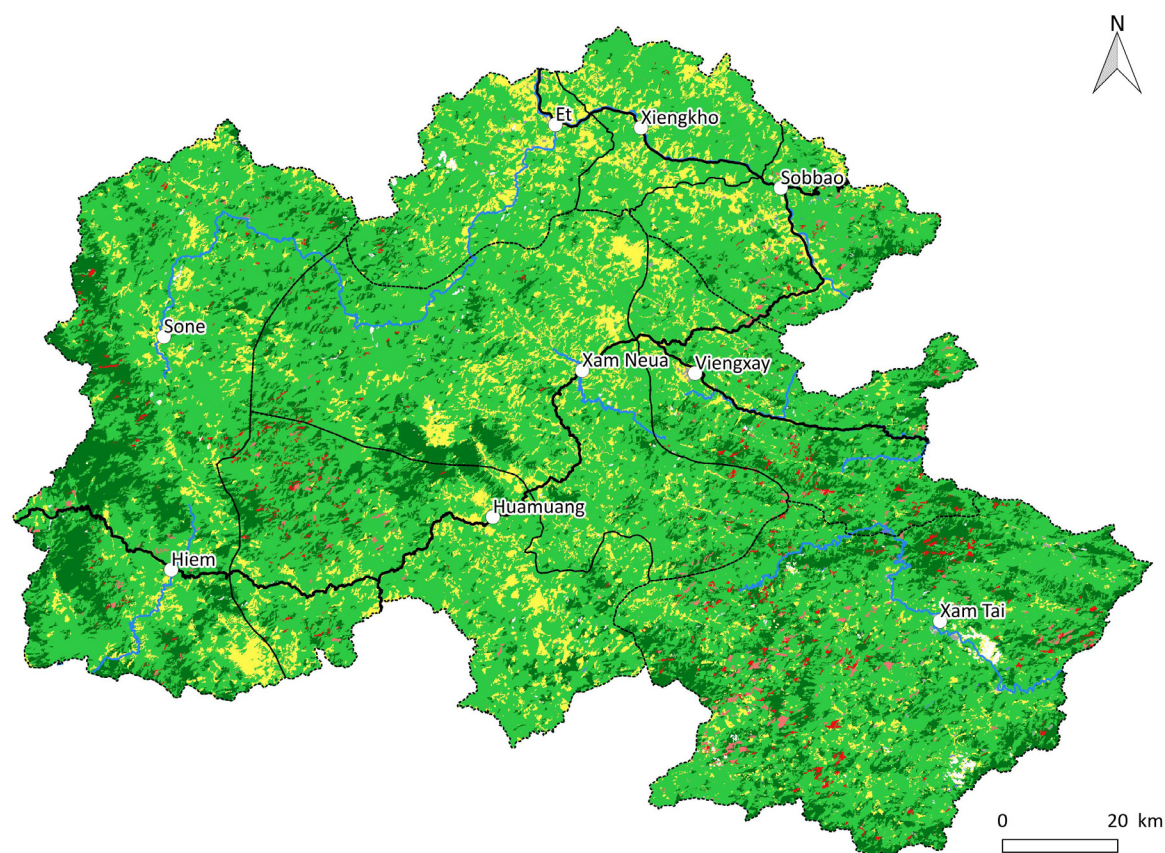 N
Et
Xiengkho
Sobbao
Sone
Xam Neua
Viengxay
Huamuang
Hiem
Xam Tai
0 20 km